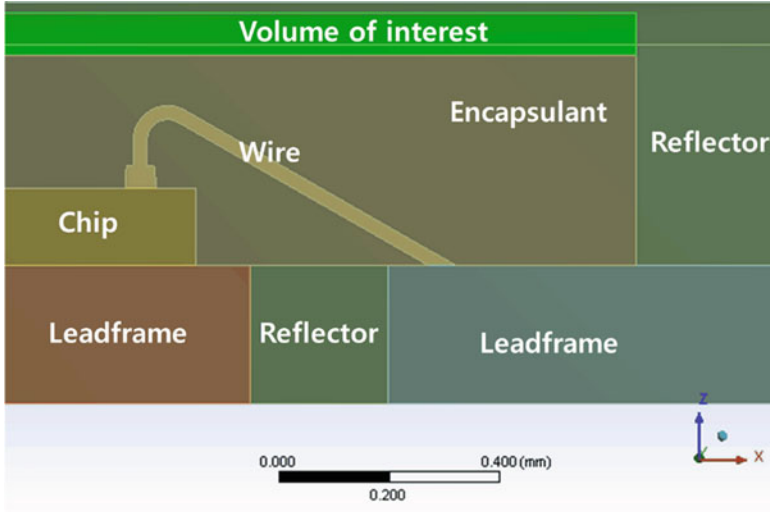 Volume of interest
Encapsulant
Reflector
Wire
Chip
Leadframe
Reflector
Leadframe
Z
X
0.000
0.400 (mm)
0.200